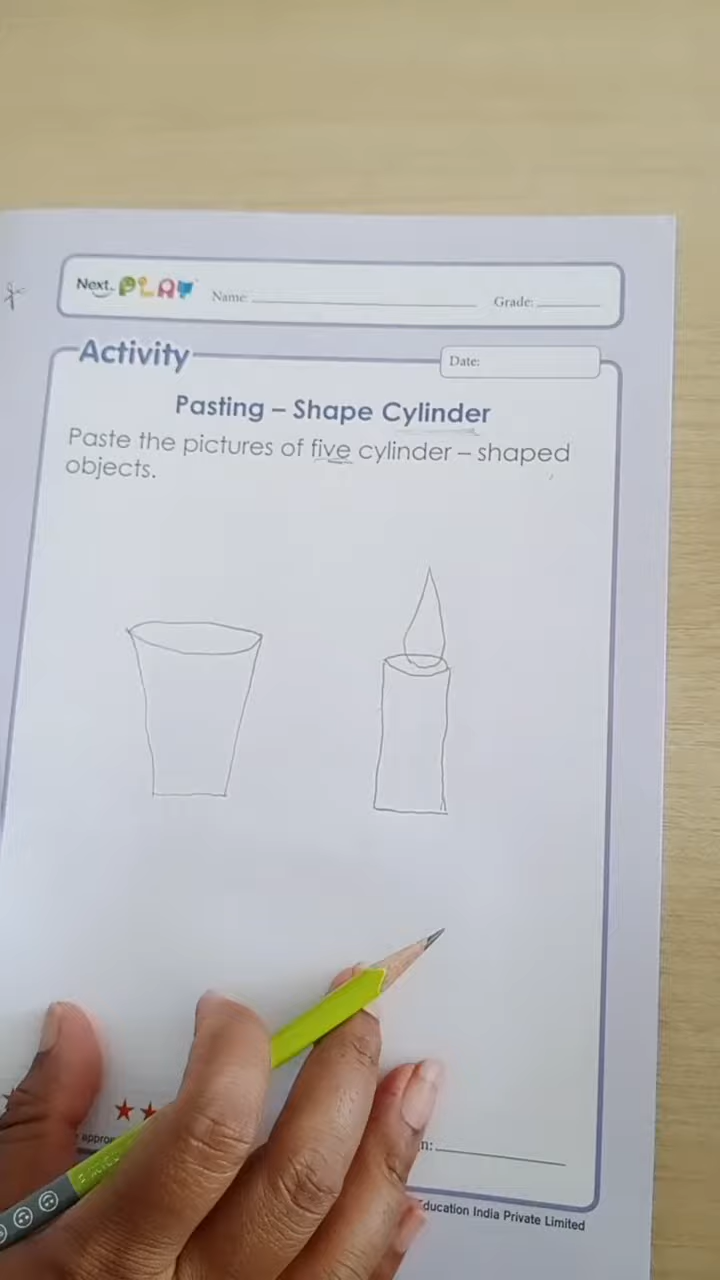 Next. PLAY
Name:
Grade:
Activity
Date:
Pasting – Shape Cylinder
Paste the pictures of five cylinder – shaped
objects.
Education India Private Limited